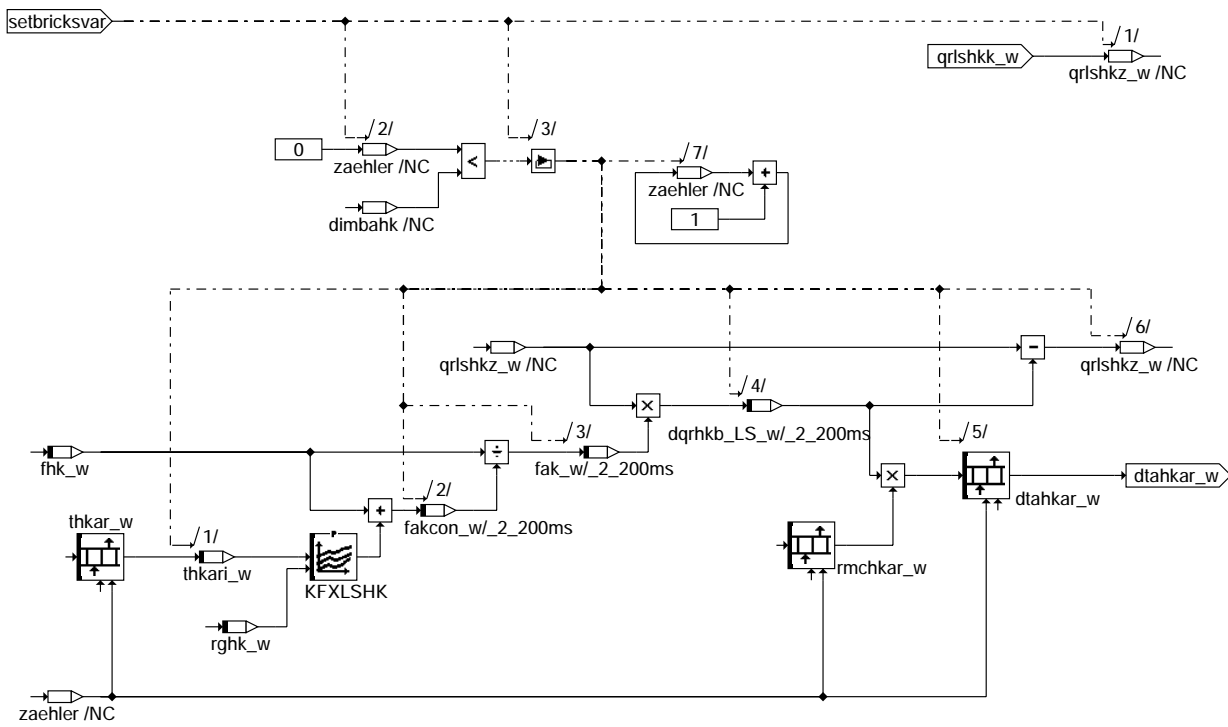 setbricksvar
/1/
qrlshkk_w
qrlshkz_w /NC
/2/
/3/
0
zaehler /NC
<
/7/
+
zaehler /NC
1
dimbahk /NC
/6/
qrlshkz_w /NC
−
qrlshkz_w /NC
/4/
×
dqrhkb_LS_w/_2_200ms
/3/
/5/
fhk_w
÷
fak_w/_2_200ms
×
dtahkar_w
dtahkar_w
/2/
+
fakcon_w/_2_200ms
thkar_w
/1/
P
thkari_w
KFXLSHK
rmchkar_w
rghk_w
zaehler /NC